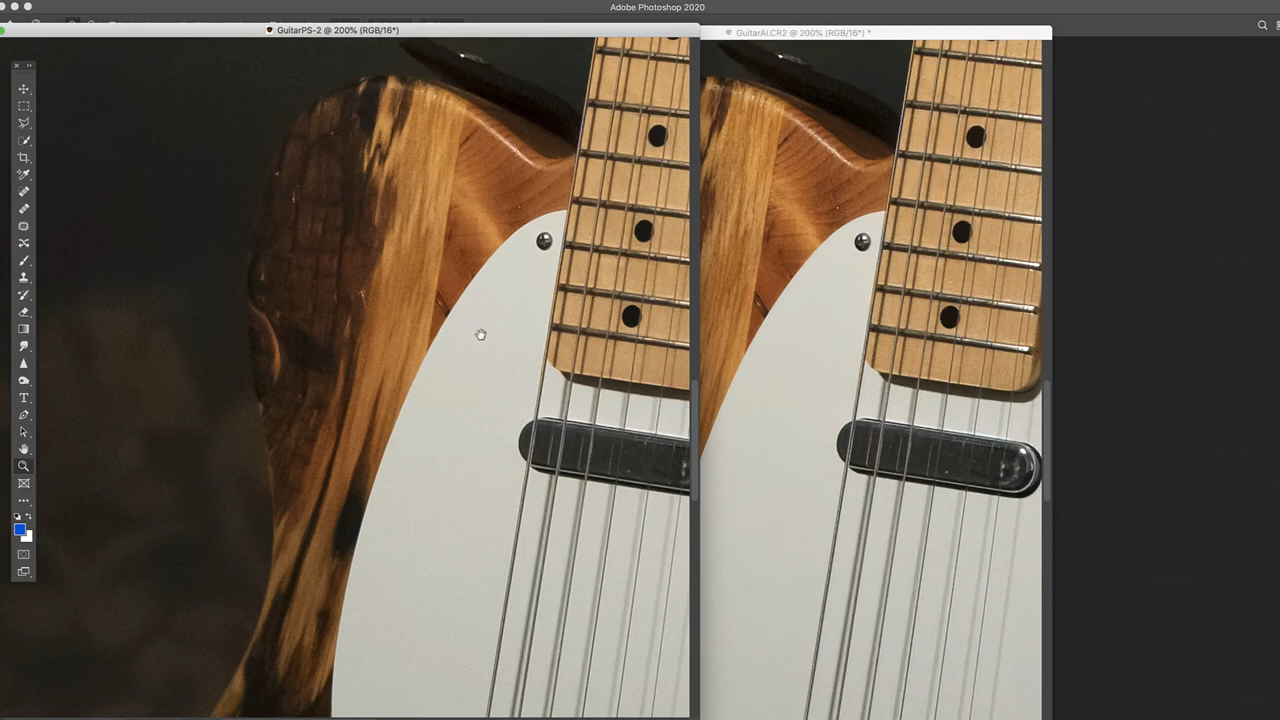 Adobe Photoshop 2020
GuitarPS-2 @ 200% (RGB/16*)
GuitarAI.CR2 @ 200% (RGB/16*) *